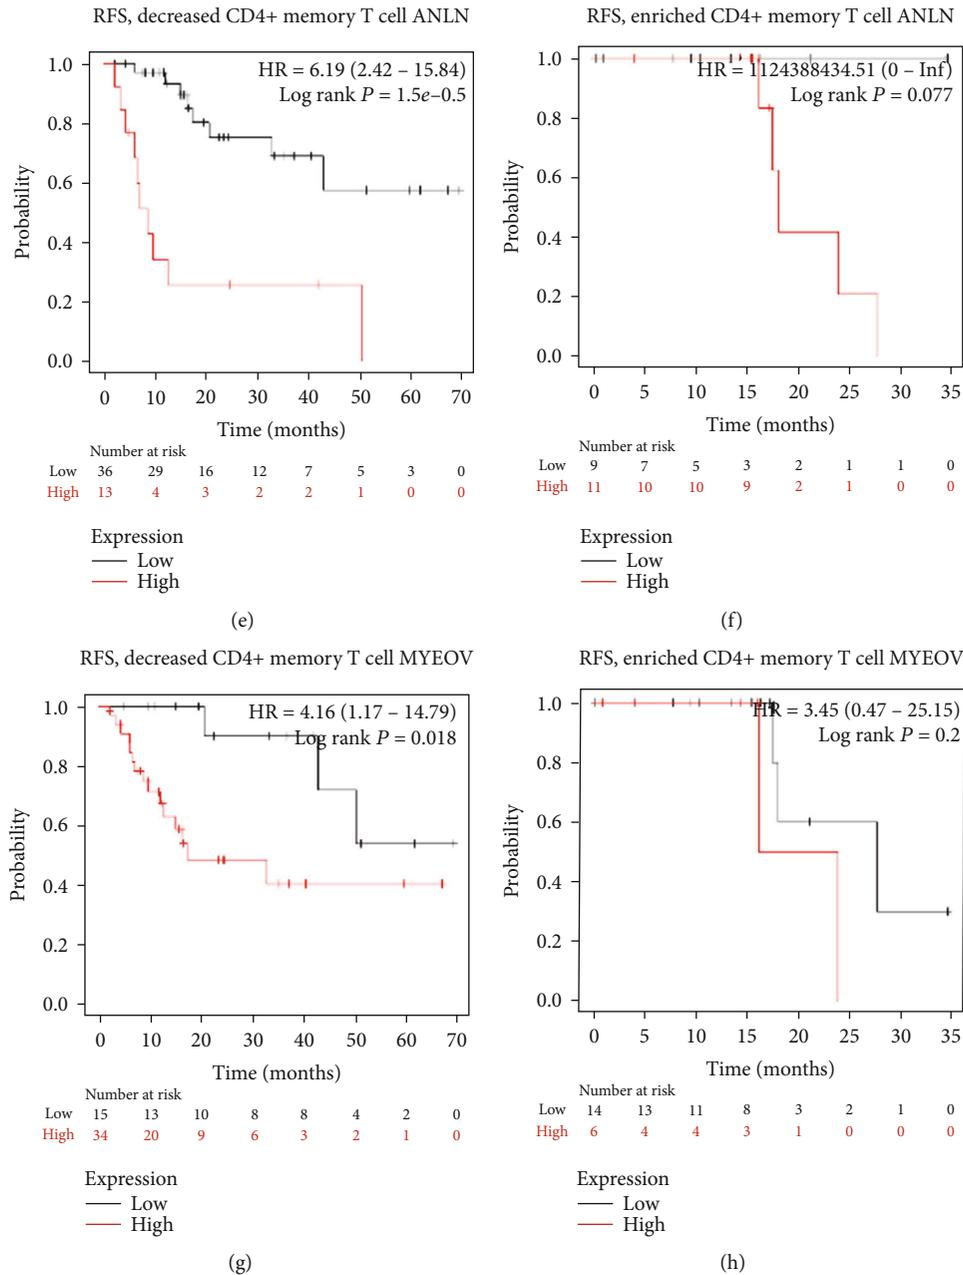 RFS, decreased CD4+ memory T cell ANLN
HR = 6.19 (2.42 – 15.84)
Log rank P = 1.5e–0.5
Probability
1.0
0.8
0.6
0.4
0.2
0.0
0 10 20 30 40 50 60 70
Time (months)
Number at risk
Low 36 29 16 12 7 5 3 0
High 13 4 3 2 2 1 0 0
Expression
Low
High
(e)
RFS, enriched CD4+ memory T cell ANLN
HR = 1124388434.51 (0 – Inf)
Log rank P = 0.077
Probability
1.0
0.8
0.6
0.4
0.2
0.0
0 5 10 15 20 25 30 35
Time (months)
Number at risk
Low 9 7 5 3 2 1 1 0
High 11 10 10 9 2 1 0 0
Expression
Low
High
(f)
RFS, decreased CD4+ memory T cell MYEOV
HR = 4.16 (1.17 – 14.79)
Log rank P = 0.018
Probability
1.0
0.8
0.6
0.4
0.2
0.0
0 10 20 30 40 50 60 70
Time (months)
Number at risk
Low 15 13 10 8 8 4 2 0
High 34 20 9 6 3 2 1 0
Expression
Low
High
(g)
RFS, enriched CD4+ memory T cell MYEOV
HR = 3.45 (0.47 – 25.15)
Log rank P = 0.2
Probability
1.0
0.8
0.6
0.4
0.2
0.0
0 5 10 15 20 25 30 35
Time (months)
Number at risk
Low 14 13 11 8 3 2 1 0
High 6 4 4 3 1 0 0 0
Expression
Low
High
(h)